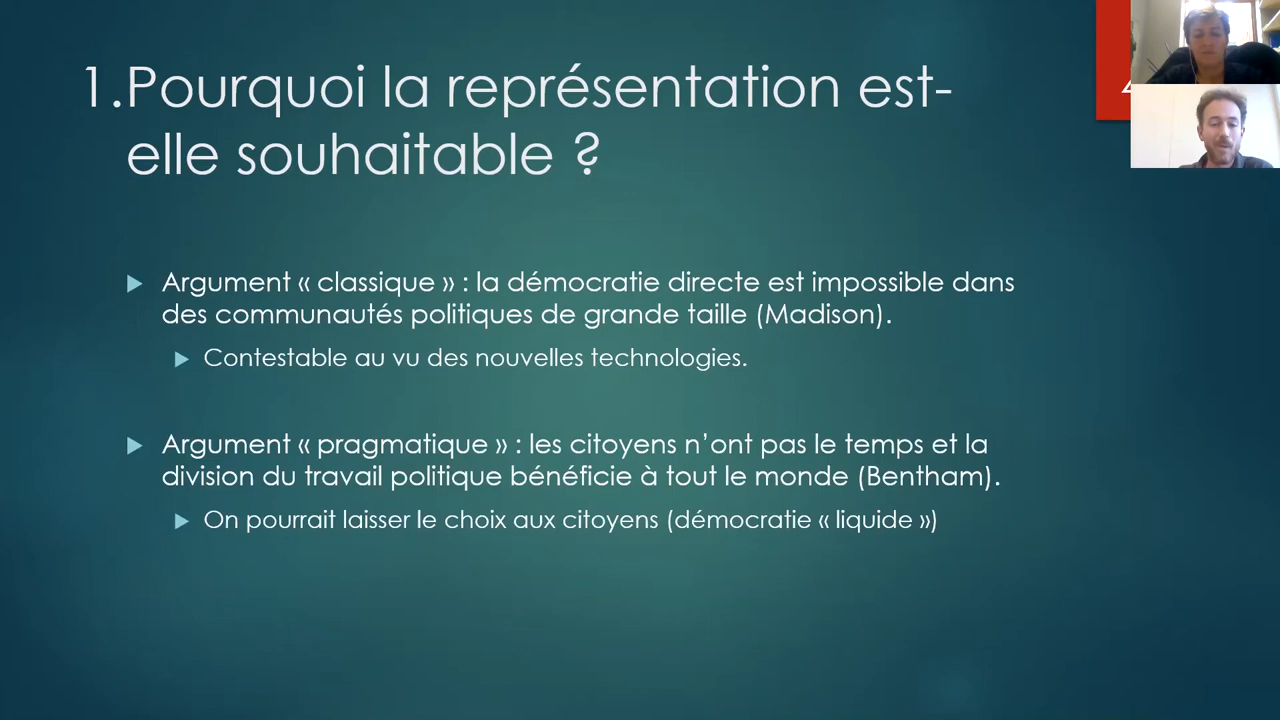 1.Pourquoi la représentation est-
elle souhaitable ?
Argument « classique » : la démocratie directe est impossible dans
des communautés politiques de grande taille (Madison).
Contestable au vu des nouvelles technologies.
Argument « pragmatique » : les citoyens n’ont pas le temps et la
division du travail politique bénéficie à tout le monde (Bentham).
On pourrait laisser le choix aux citoyens (démocratie « liquide »)